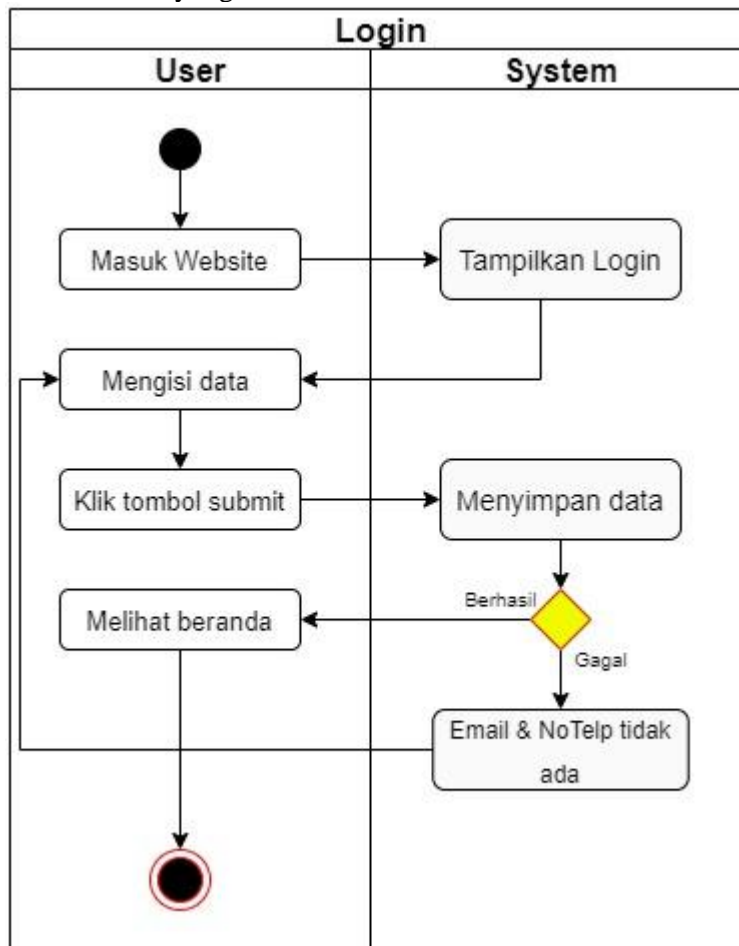 Login
User
System
Masuk Website
Tampilkan Login
Mengisi data
Klik tombol submit
Menyimpan data
Berhasil
Melihat beranda
Gagal
Email & NoTelp tidak
ada